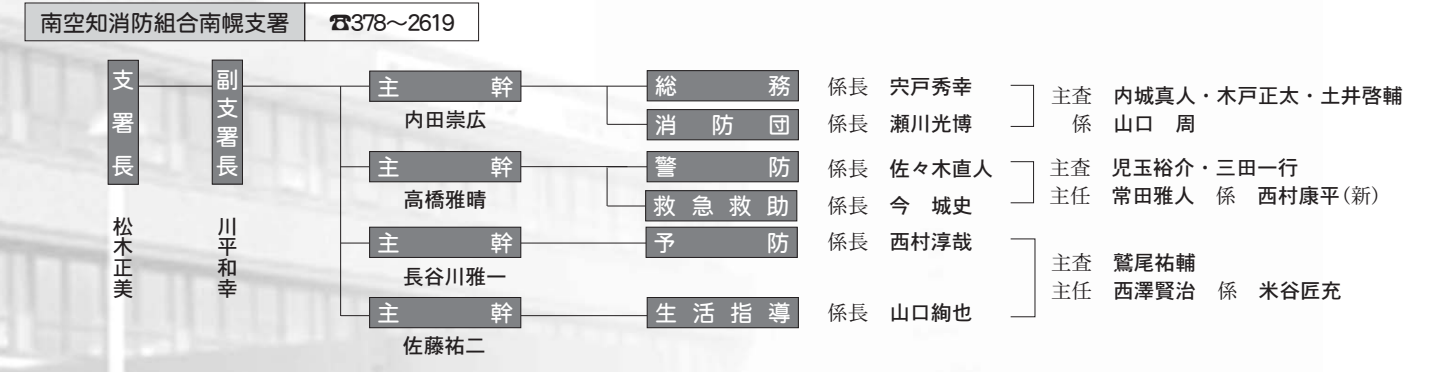 南空知消防組合南幌支署 ☎378〜2619
支署長
松木正美
副支署長
川平和幸
主幹
内田崇広
総務 係長 宍戸秀幸
消防団 係長 瀬川光博
主査 内城真人・木戸正太・土井啓輔
係 山口 周
主幹
高橋雅晴
警防 係長 佐々木直人
救急救助 係長 今 城史
主査 児玉裕介・三田一行
主任 常田雅人 係 西村康平(新)
主幹
長谷川雅一
予防 係長 西村淳哉
主幹
佐藤祐二
生活指導 係長 山口絢也
主査 鷲尾祐輔
主任 西澤賢治 係 米谷匠充